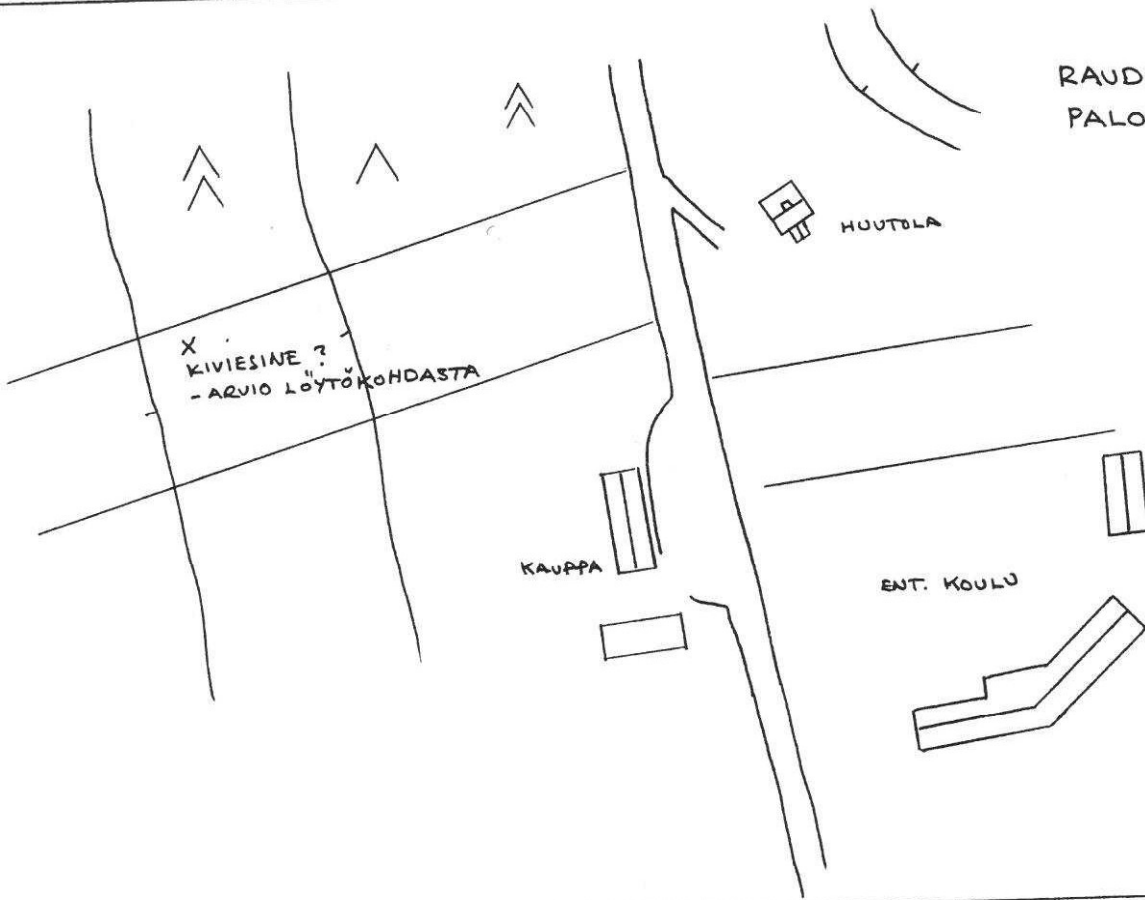 RAUD
PALO
HUUTOLA
X
KIVIESINE ?
- ARVIO LÖYTÖKOHDASTA
KAUPPA
ENT. KOULU